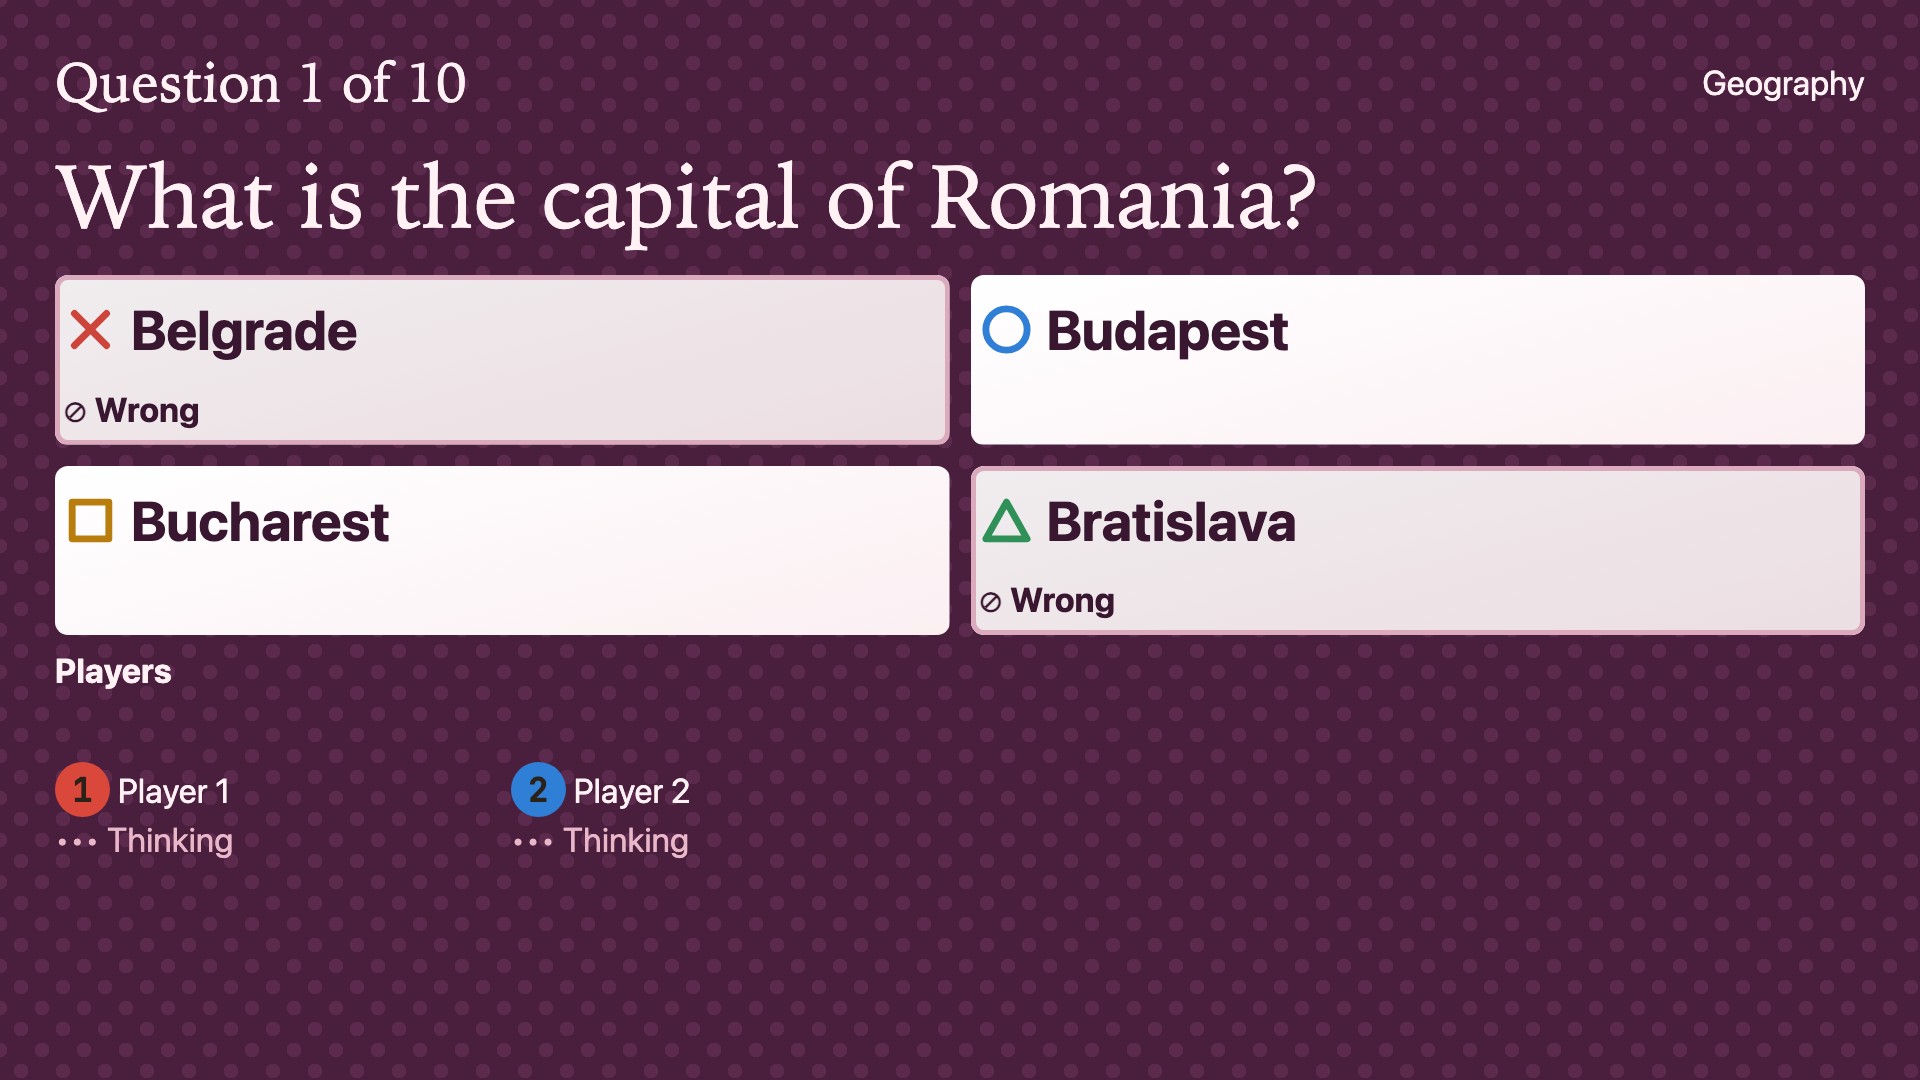 Question 1 of 10
Geography
What is the capital of Romania?
Belgrade
Wrong
Budapest
Bucharest
Bratislava
Wrong
Players
1 Player 1
... Thinking
2 Player 2
... Thinking